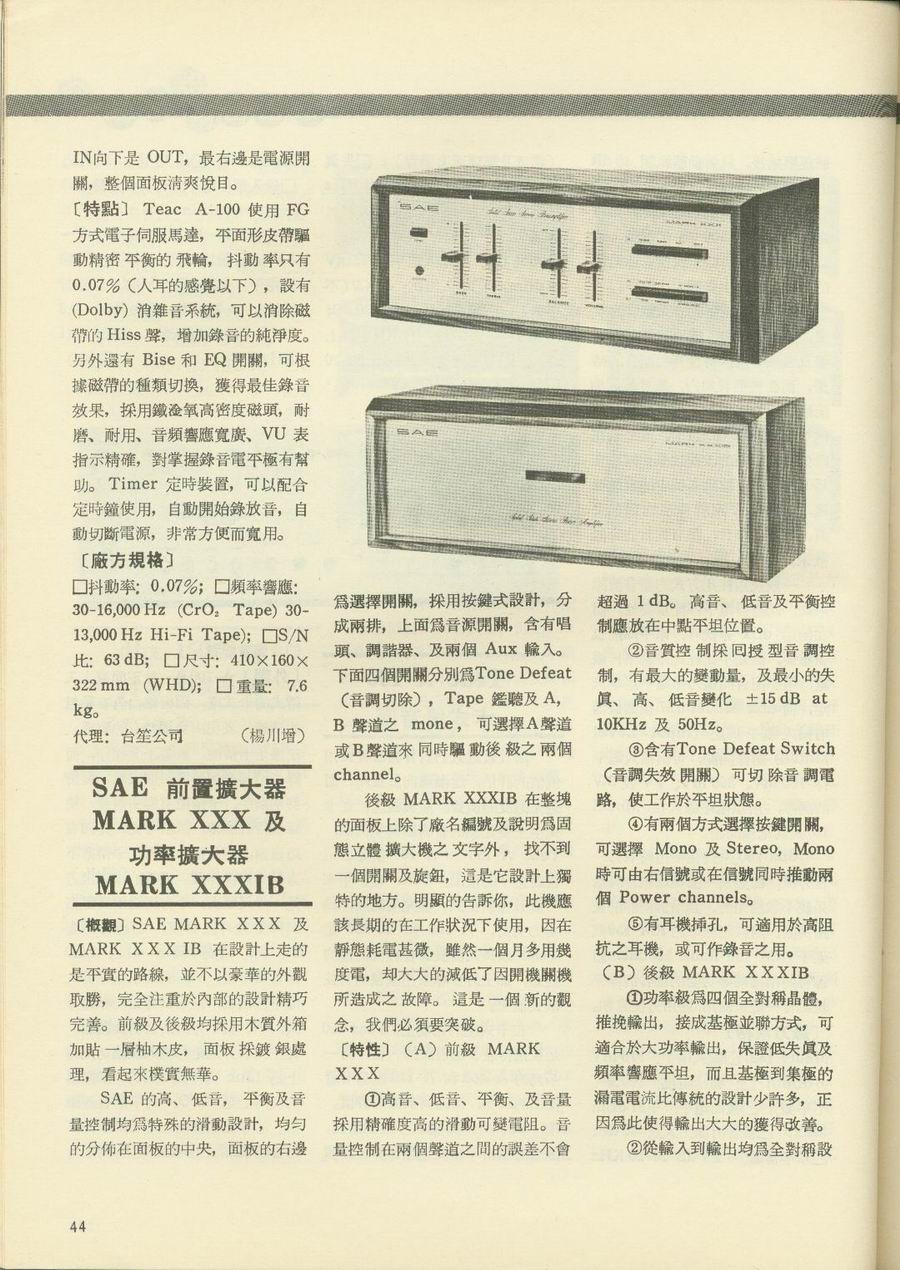 IN向下是 OUT，最右邊是電源開
關，整個面板清爽悅目。
〔特點〕 Teac A-100 使用 FG
方式電子伺服馬達，平面形皮帶驅
動精密平衡的飛輪，抖動率只有
0.07%（人耳的感覺以下），設有
(Dolby) 消雜音系統，可以消除磁
帶的 Hiss 聲，增加錄音的純淨度。
另外還有 Bise 和 EQ 開關，可根
據磁帶的種類切換，獲得最佳錄音
效果，採用鐵淦氧高密度磁頭，耐
磨、耐用、音頻響應寬廣、VU 表
指示精確，對掌握錄音電平極有幫
助。 Timer 定時裝置，可以配合
定時鐘使用，自動開始錄放音，自
動切斷電源，非常方便而寬用。
〔廠方規格〕
□抖動率：0.07%；□頻率響應：
30-16,000 Hz (CrO₂ Tape) 30-
13,000 Hz Hi-Fi Tape)；□S/N
比：63 dB；□尺寸：410×160×
322 mm (WHD)；□重量：7.6
kg。
代理：台笙公司 （楊川增）
SAE 前置擴大器
MARK XXX 及
功率擴大器
MARK XXXIB
〔概觀〕SAE MARK XXX 及
MARK XXX IB 在設計上走的
是平實的路線，並不以豪華的外觀
取勝，完全注重於內部的設計精巧
完善。前級及後級均採用木質外箱
加貼一層柚木皮，面板採鍍銀處
理，看起來樸實無華。
SAE 的高、低音，平衡及音
量控制均爲特殊的滑動設計，均勻
的分佈在面板的中央，面板的右邊
SAE
Solid State Stereo Preamplifier
MARK XXX
BASS
TREBLE
BALANCE
VOLUME
SAE
MARK XXXIB
Solid State Stereo Power Amplifier
爲選擇開關，採用按鍵式設計，分
成兩排，上面爲音源開關，含有唱
頭、調諧器、及兩個 Aux 輸入。
下面四個開關分別爲Tone Defeat
（音調切除），Tape 鑑聽及 A，
B 聲道之 mone，可選擇A聲道
或B聲道來同時驅動後級之兩個
channel。
後級 MARK XXXIB 在整塊
的面板上除了廠名編號及說明爲固
態立體擴大機之文字外，找不到
一個開關及旋鈕，這是它設計上獨
特的地方。明顯的告訴你，此機應
該長期的在工作狀況下使用，因在
靜態耗電甚微，雖然一個月多用幾
度電，却大大的減低了因開機關機
所造成之故障。這是一個新的觀
念，我們必須要突破。
〔特性〕（A）前級 MARK
XXX
①高音、低音、平衡、及音量
採用精確度高的滑動可變電阻。音
量控制在兩個聲道之間的誤差不會
超過 1 dB。高音、低音及平衡控
制應放在中點平坦位置。
②音質控制採回授型音調控
制，有最大的變動量，及最小的失
眞、高、低音變化 ±15 dB at
10KHz 及 50Hz。
③含有Tone Defeat Switch
（音調失效開關）可切除音調電
路，使工作於平坦狀態。
④有兩個方式選擇按鍵開關，
可選擇 Mono 及 Stereo, Mono
時可由右信號或在信號同時推動兩
個 Power channels。
⑤有耳機揷孔，可適用於高阻
抗之耳機，或可作錄音之用。
（B）後級 MARK XXXIB
①功率級爲四個全對稱晶體，
推挽輸出，接成基極並聯方式，可
適合於大功率輸出，保證低失眞及
頻率響應平坦，而且基極到集極的
漏電電流比傳統的設計少許多，正
因爲此使得輸出大大的獲得改善。
②從輸入到輸出均爲全對稱設
44